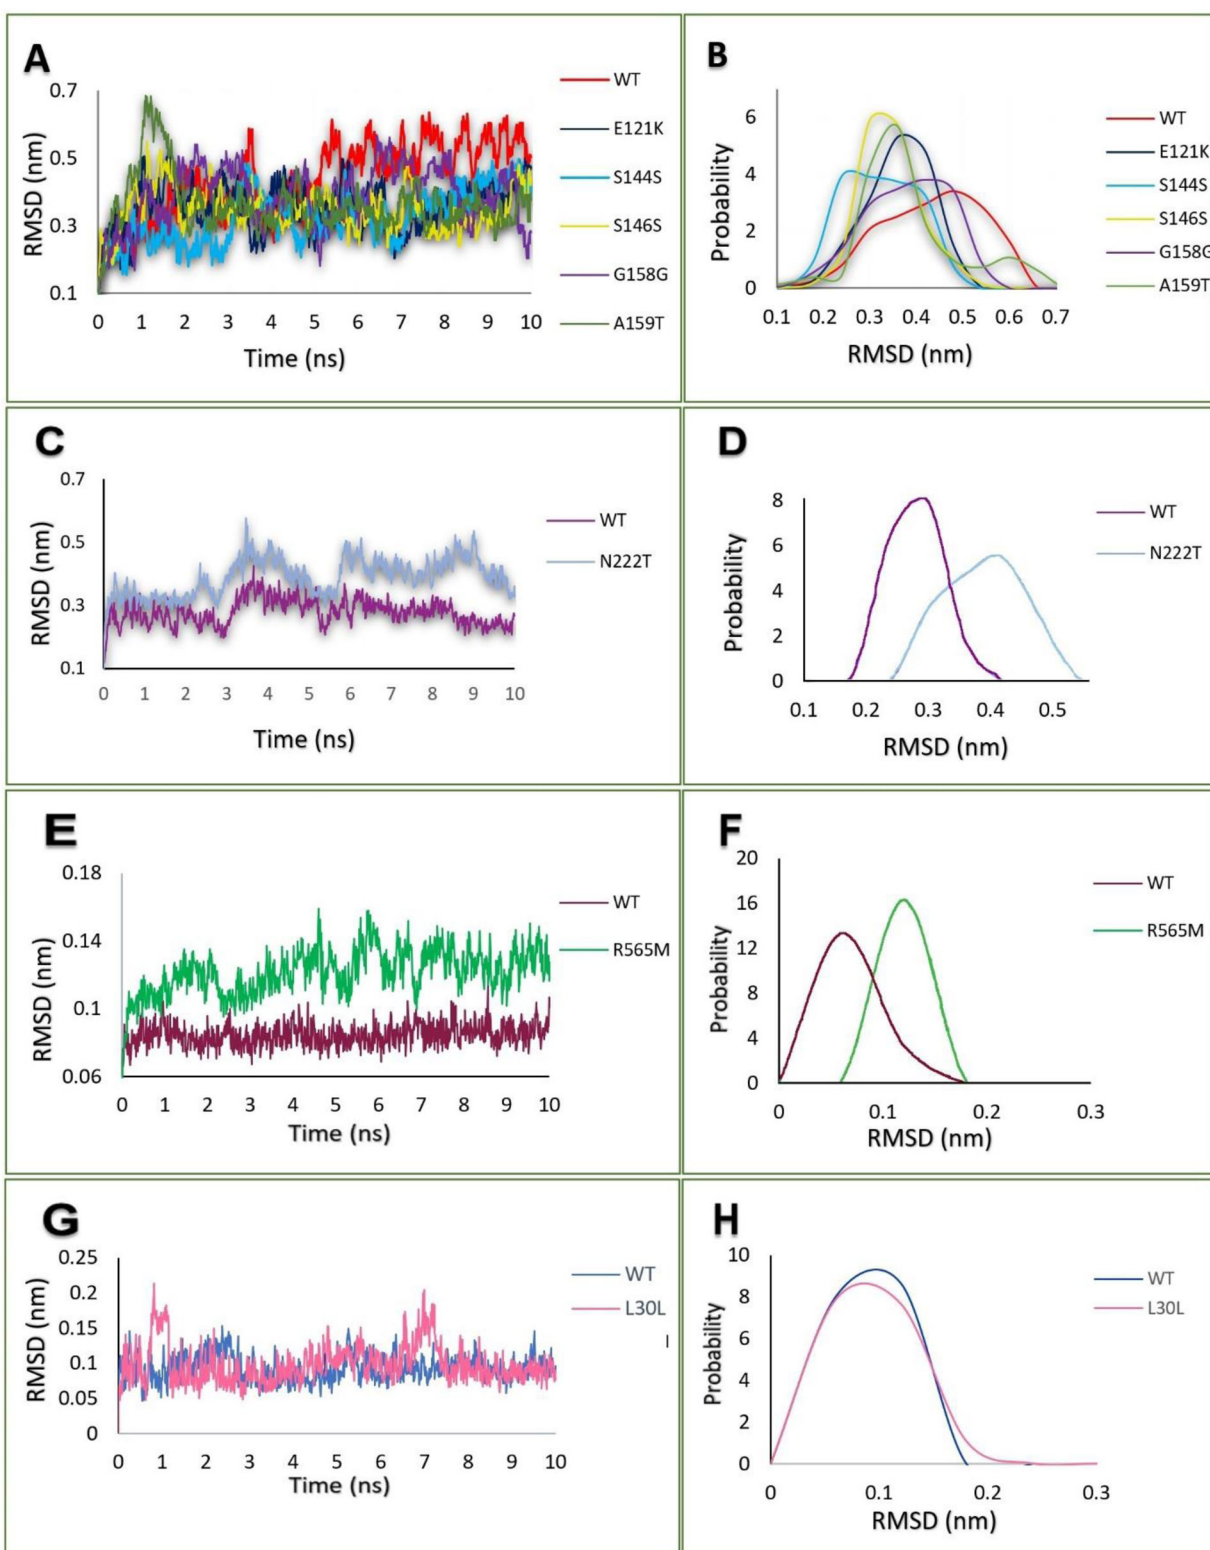 A
0.7
0.5
0.3
0.1
RMSD (nm)
0 1 2 3 4 5 6 7 8 9 10
Time (ns)
WT
E121K
S144S
S146S
G158G
A159T
B
6
4
2
0
Probability
0.1 0.2 0.3 0.4 0.5 0.6 0.7
RMSD (nm)
WT
E121K
S144S
S146S
G158G
A159T
C
0.7
0.5
0.3
0.1
RMSD (nm)
0 1 2 3 4 5 6 7 8 9 10
Time (ns)
WT
N222T
D
8
6
4
2
0
Probability
0.1 0.2 0.3 0.4 0.5
RMSD (nm)
WT
N222T
E
0.18
0.14
0.1
0.06
RMSD (nm)
0 1 2 3 4 5 6 7 8 9 10
Time (ns)
WT
R565M
F
20
16
12
8
4
0
Probability
0 0.1 0.2 0.3
RMSD (nm)
WT
R565M
G
0.25
0.2
0.15
0.1
0.05
0
RMSD (nm)
0 1 2 3 4 5 6 7 8 9 10
Time (ns)
WT
L30L
I
H
10
8
6
4
2
0
Probability
0 0.1 0.2 0.3
RMSD (nm)
WT
L30L